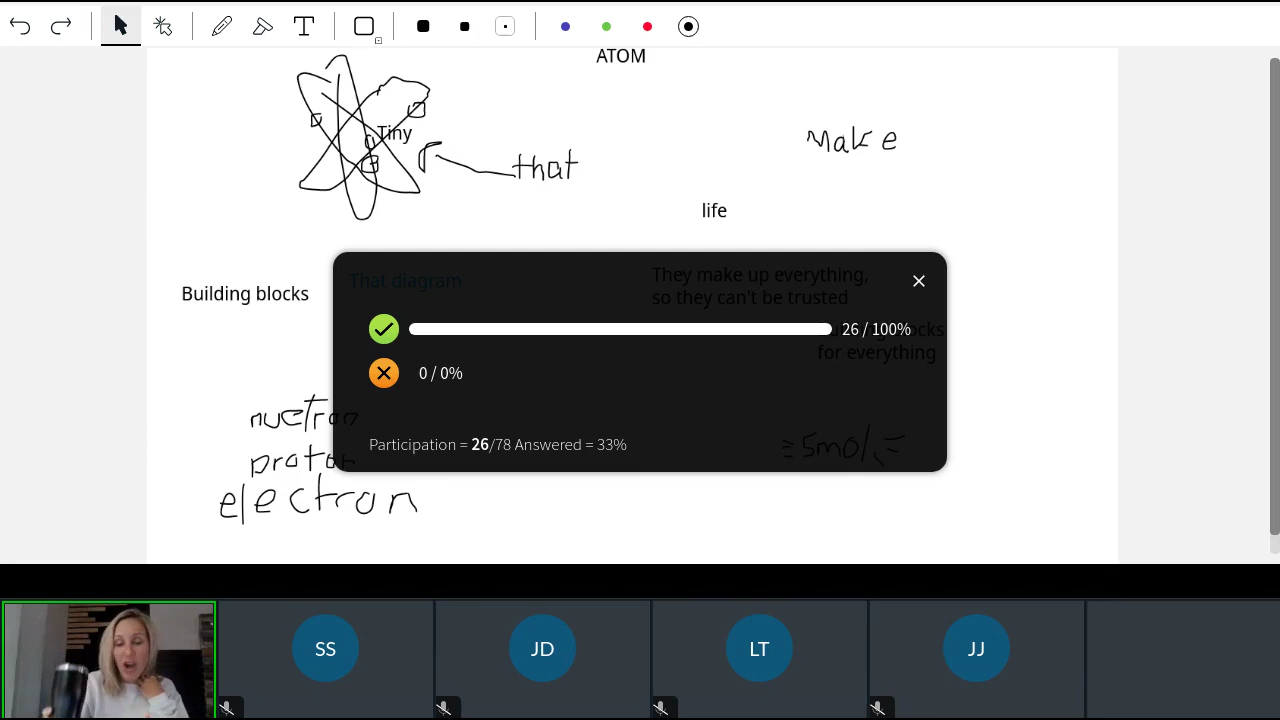 T
ATOM
Tiny
that
Make
life
Building blocks
That diagram
They make up everything,
so they can't be trusted
for everything
26 / 100%
0 / 0%
Participation = 26/78 Answered = 33%
nuetron
proton
electron
SS
JD
LT
JJ